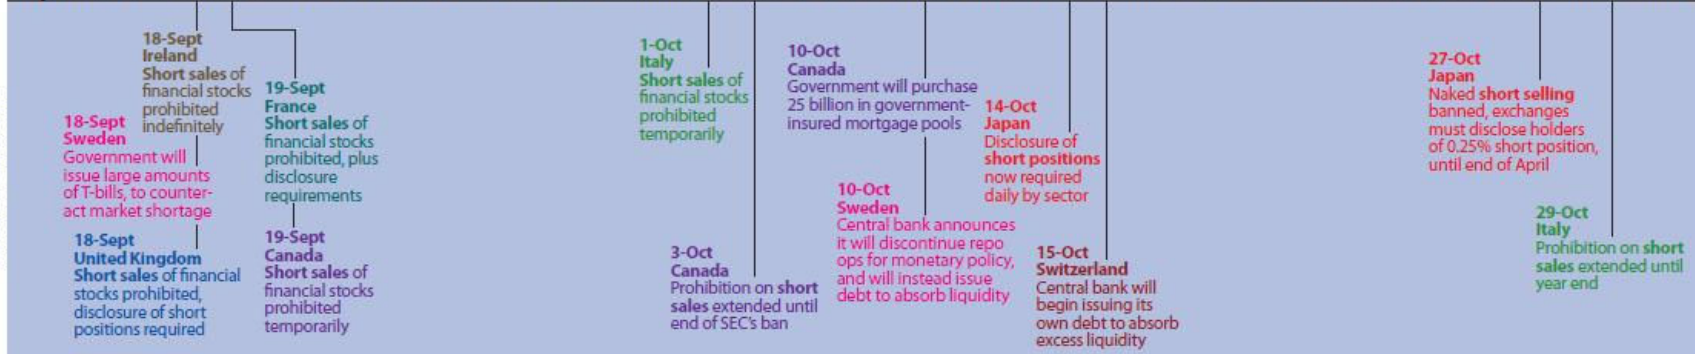 18-Sept
Ireland
Short sales of
financial stocks
prohibited
indefinitely
18-Sept
Sweden
Government will
issue large amounts
of T-bills, to counter-
act market shortage
18-Sept
United Kingdom
Short sales of financial
stocks prohibited,
disclosure of short
positions required
19-Sept
France
Short sales of
financial stocks
prohibited, plus
disclosure
requirements
19-Sept
Canada
Short sales of
financial stocks
prohibited
temporarily
1-Oct
Italy
Short sales of
financial stocks
prohibited
temporarily
3-Oct
Canada
Prohibition on short
sales extended until
end of SEC's ban
10-Oct
Canada
Government will purchase
25 billion in government-
insured mortgage pools
10-Oct
Sweden
Central bank announces
it will discontinue repo
ops for monetary policy,
and will instead issue
debt to absorb liquidity
14-Oct
Japan
Disclosure of
short positions
now required
daily by sector
15-Oct
Switzerland
Central bank will
begin issuing its
own debt to absorb
excess liquidity
27-Oct
Japan
Naked short selling
banned, exchanges
must disclose holders
of 0.25% short position,
until end of April
29-Oct
Italy
Prohibition on short
sales extended until
year end